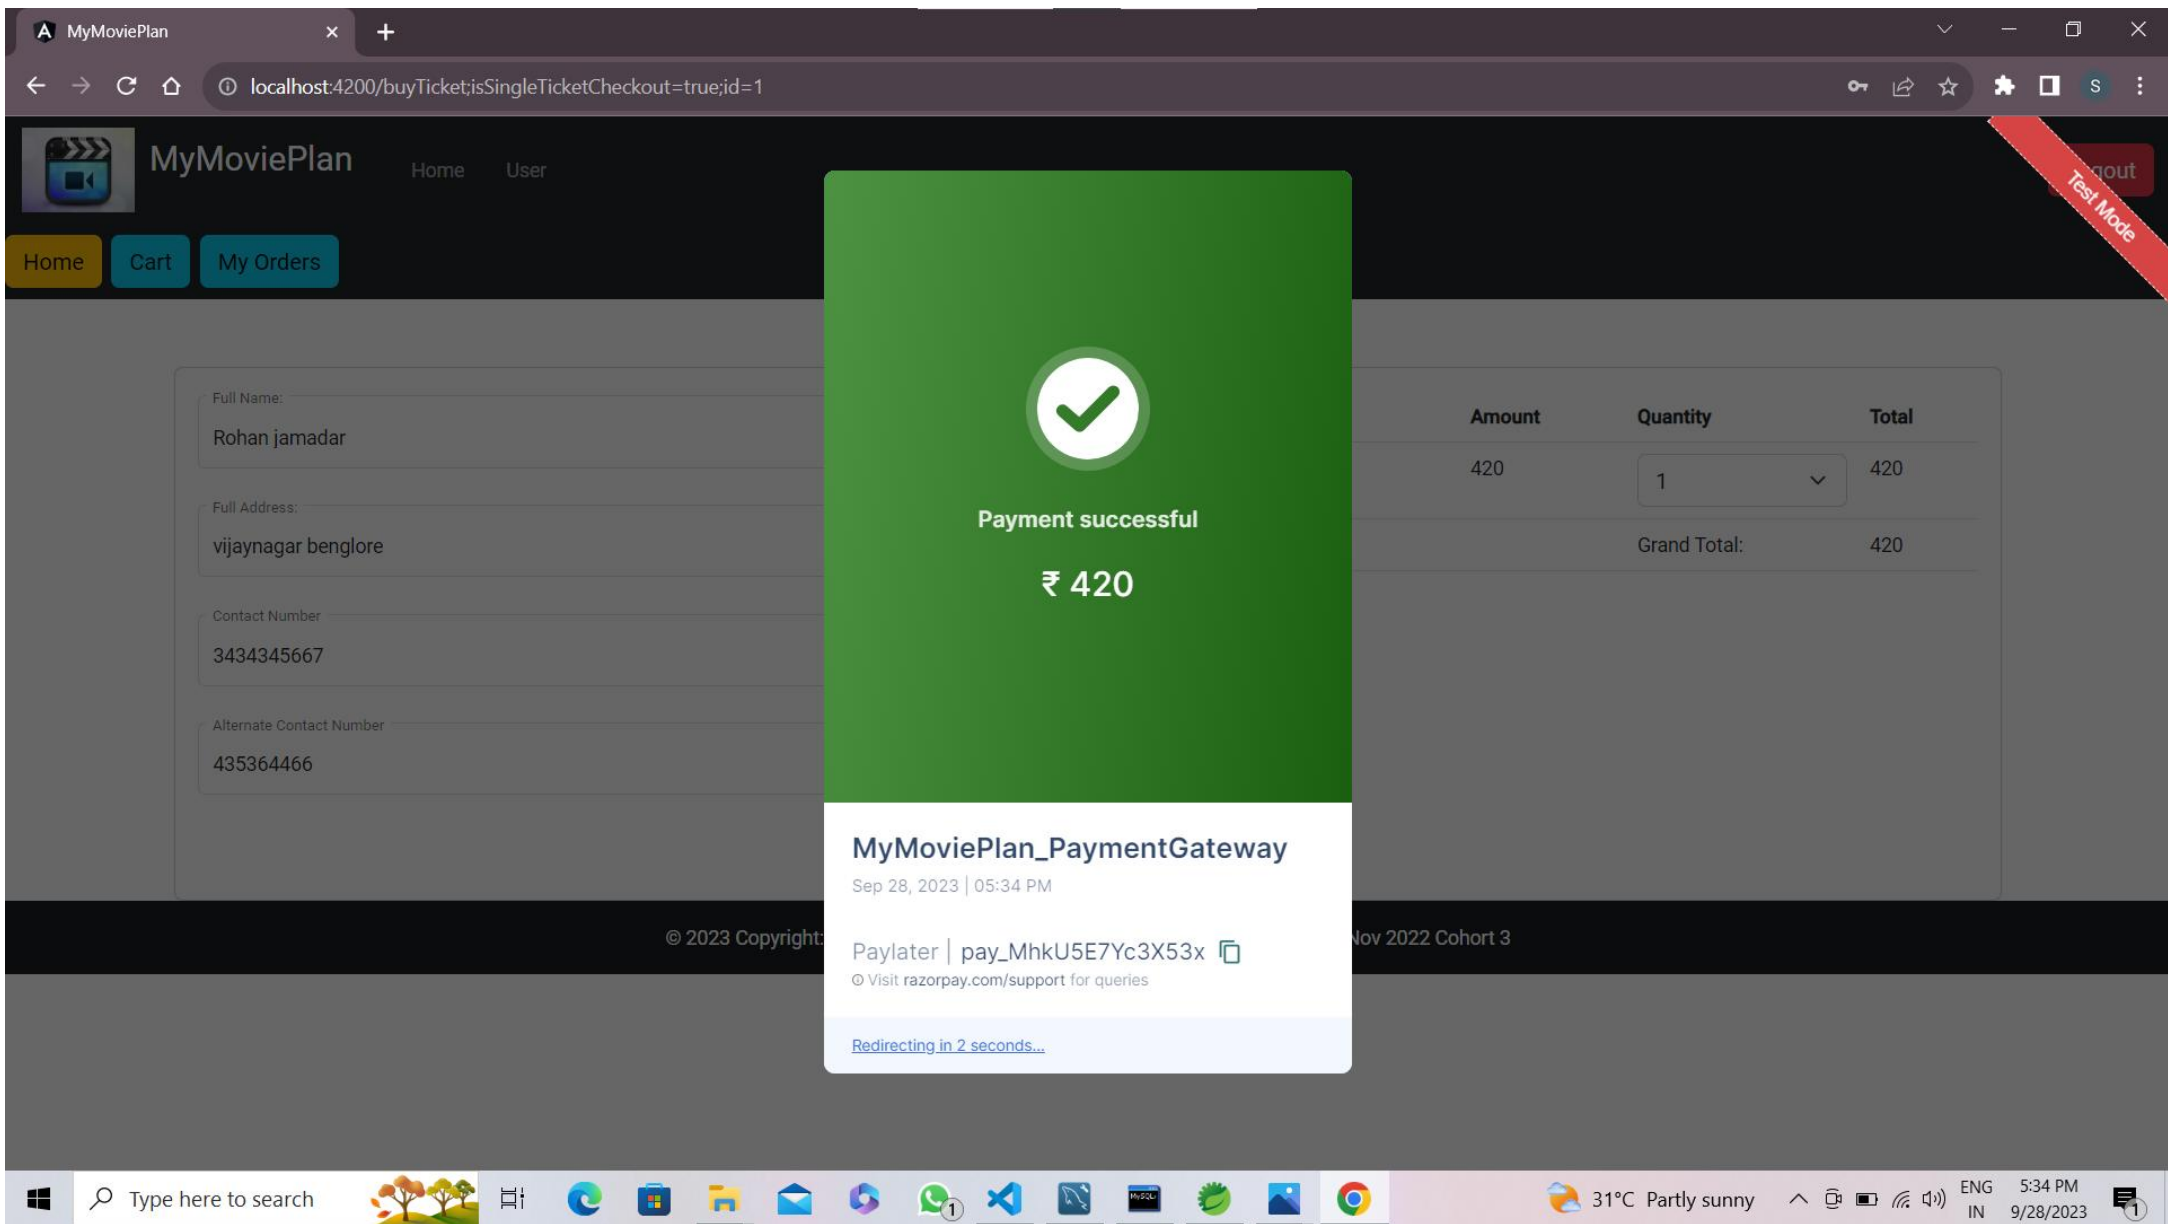 MyMoviePlan
localhost:4200/buyTicket;isSingleTicketCheckout=true;id=1
S
MyMoviePlan Home User
Test Mode
Home Cart My Orders
Full Name:
Rohan jamadar
Full Address:
vijaynagar benglore
Contact Number
3434345667
Alternate Contact Number
435364466
Amount Quantity Total
420 1 420
Grand Total: 420
Payment successful
₹ 420
MyMoviePlan_PaymentGateway
Sep 28, 2023 | 05:34 PM
Paylater | pay_MhkU5E7Yc3X53x
Visit razorpay.com/support for queries
Redirecting in 2 seconds...
© 2023 Copyright: Nov 2022 Cohort 3
Type here to search
1
31°C Partly sunny
ENG
IN
5:34 PM
9/28/2023
1